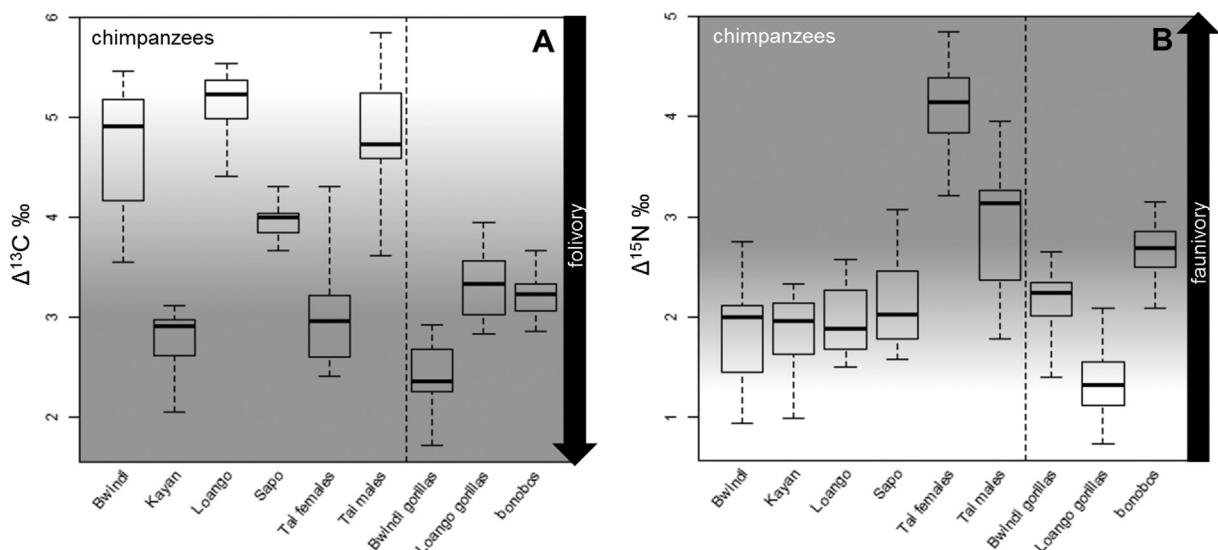 chimpanzees
A
6
5
4
3
2
Δ13C ‰
folivory
Bwindi
Kayan
Loango
Sapo
Tai females
Tai males
Bwindi gorillas
Loango gorillas
bonobos
chimpanzees
B
5
4
3
2
1
Δ15N ‰
faunivory
Bwindi
Kayan
Loango
Sapo
Tai females
Tai males
Bwindi gorillas
Loango gorillas
bonobos